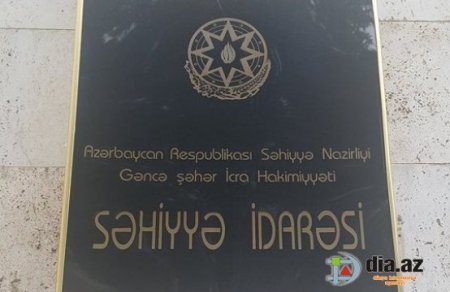 Azərbaycan Respublikası Səhiyyə Nazirliyi
Gəncə şəhər İcra Hakimiyyəti
SƏHİYYƏ İDARƏSİ
dia.az